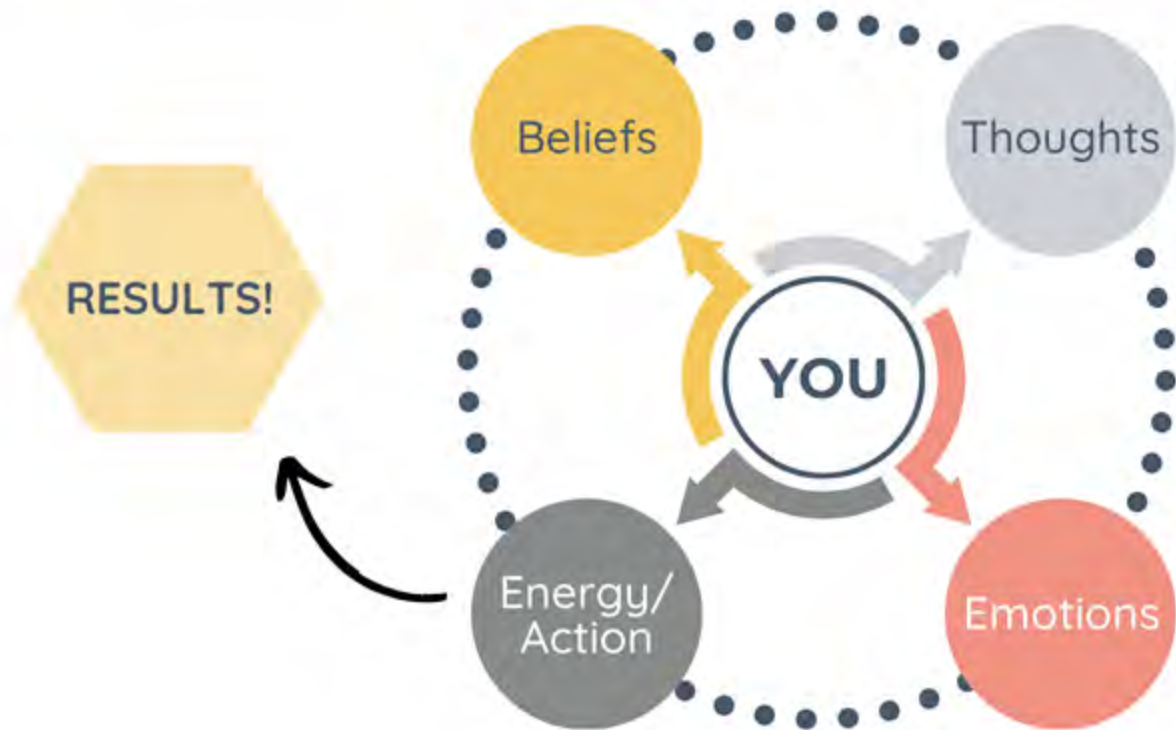 Beliefs
Thoughts
RESULTS!
YOU
Energy/
Action
Emotions